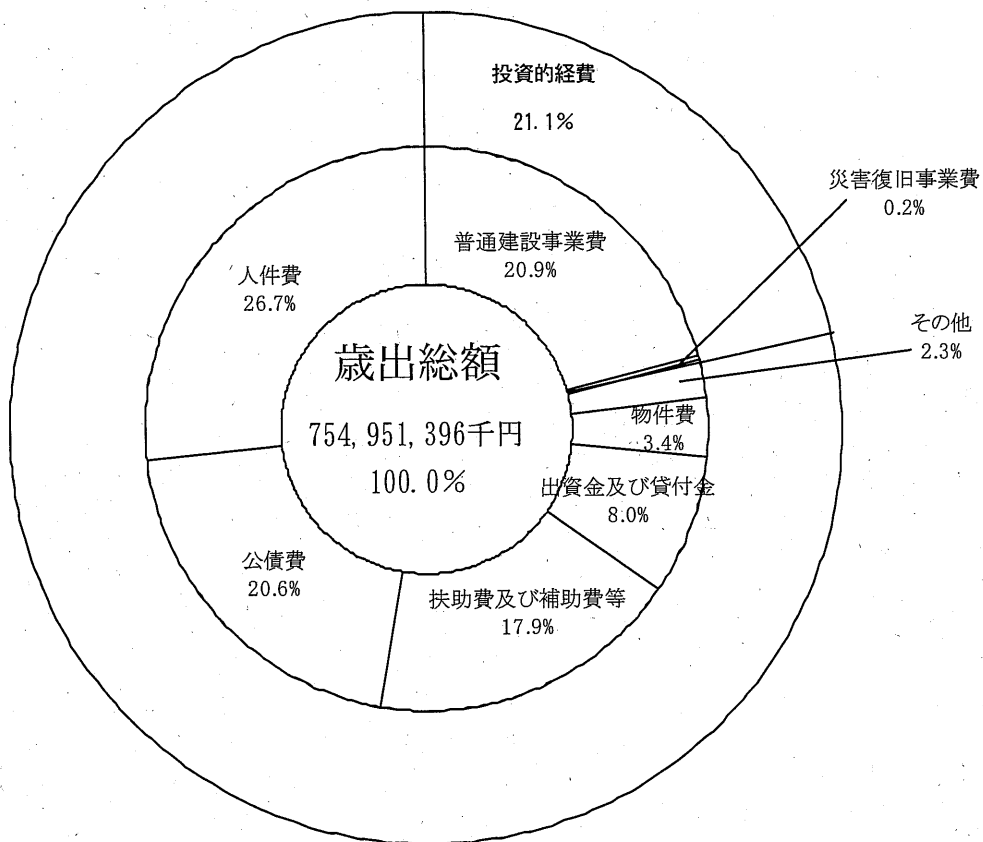 投資的経費
21.1%
災害復旧事業費
0.2%
普通建設事業費
20.9%
人件費
26.7%
その他
2.3%
歳出総額
754,951,396千円
100.0%
物件費
3.4%
出資金及び貸付金
8.0%
公債費
20.6%
扶助費及び補助費等
17.9%